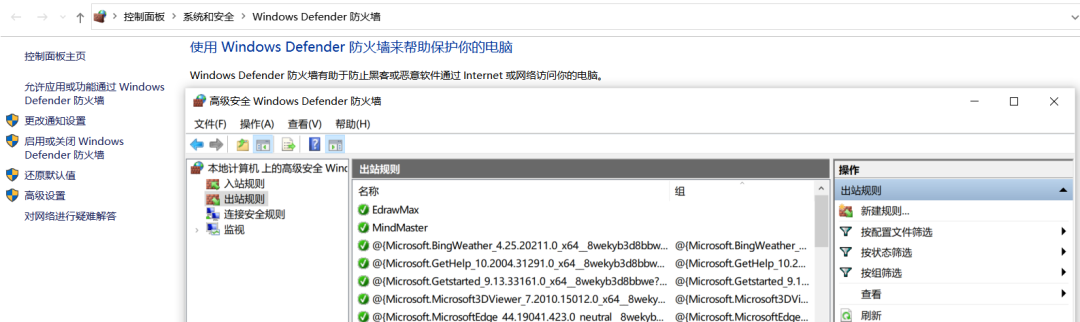 控制面板 > 系统和安全 > Windows Defender 防火墙
控制面板主页
允许应用或功能通过 Windows
Defender 防火墙
更改通知设置
启用或关闭 Windows
Defender 防火墙
还原默认值
高级设置
对网络进行疑难解答
使用 Windows Defender 防火墙来帮助保护你的电脑
Windows Defender 防火墙有助于防止黑客或恶意软件通过 Internet 或网络访问你的电脑。
高级安全 Windows Defender 防火墙
文件(F) 操作(A) 查看(V) 帮助(H)
本地计算机 上的高级安全 Wind
入站规则
出站规则
连接安全规则
监视
出站规则
名称 组
EdrawMax
MindMaster
@{Microsoft.BingWeather_4.25.20211.0_x64__8wekyb3d8bbw... @{Microsoft.BingWeather_...
@{Microsoft.GetHelp_10.2004.31291.0_x64__8wekyb3d8bbw... @{Microsoft.GetHelp_10.2...
@{Microsoft.Getstarted_9.13.33161.0_x64__8wekyb3d8bbwe?... @{Microsoft.Getstarted_9.1...
@{Microsoft.Microsoft3DViewer_7.2010.15012.0_x64__8weky... @{Microsoft.Microsoft3DVi...
@{Microsoft.MicrosoftEdge_44.19041.423.0_neutral__8wekyb... @{Microsoft.MicrosoftEdge...
操作
出站规则
新建规则...
按配置文件筛选
按状态筛选
按组筛选
查看
刷新